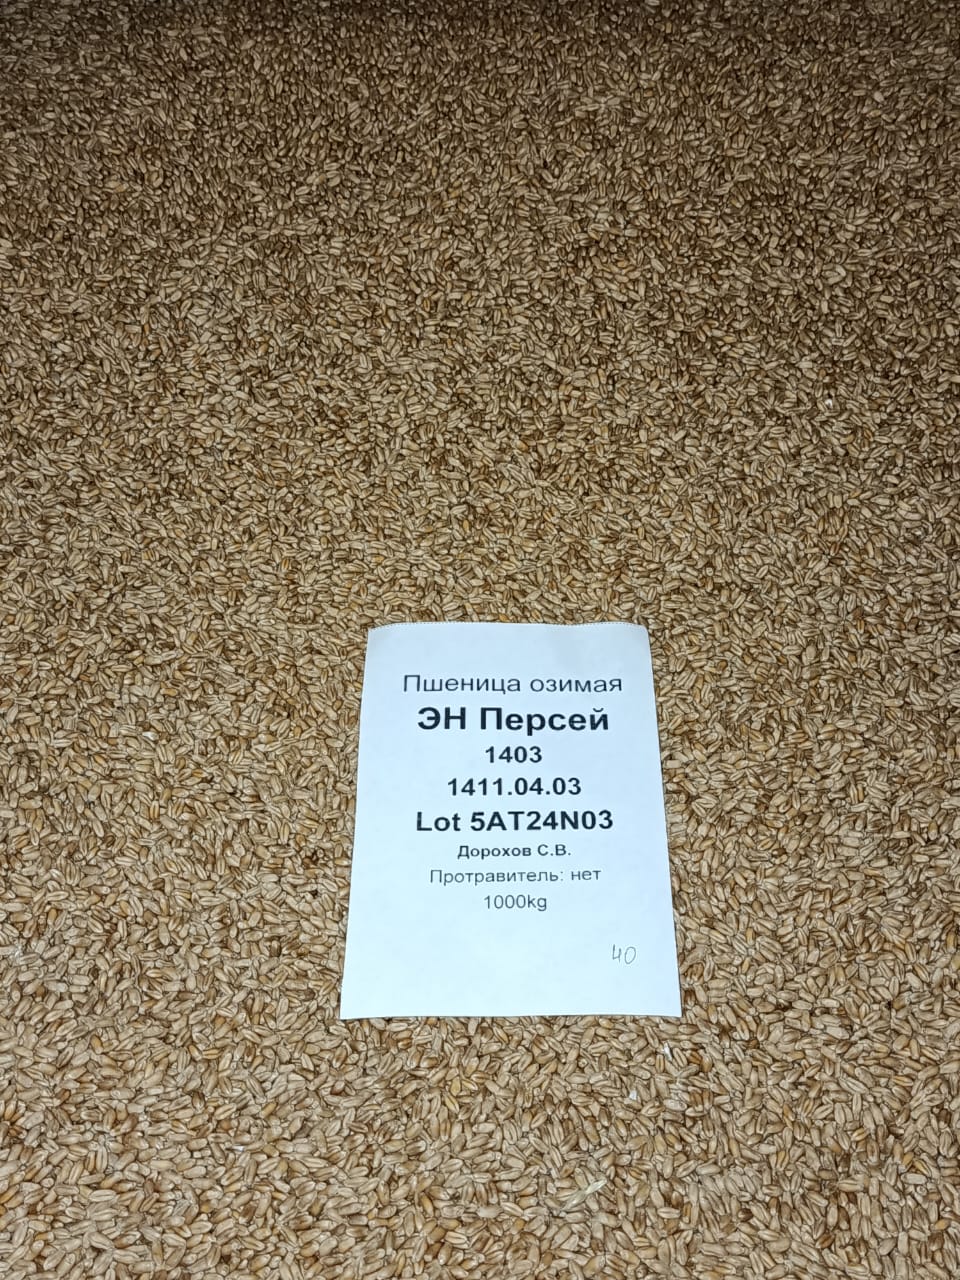 Пшеница озимая
ЭН Персей
1403
1411.04.03
Lot 5AT24N03
Дорохов С.В.
Протравитель: нет
1000kg
40